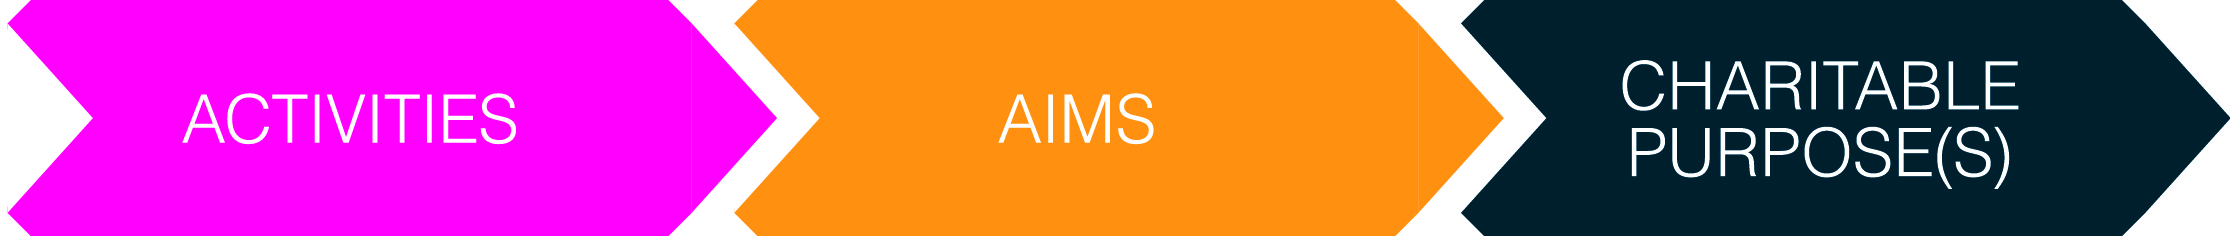 ACTIVITIES
AIMS
CHARITABLE
PURPOSE(S)